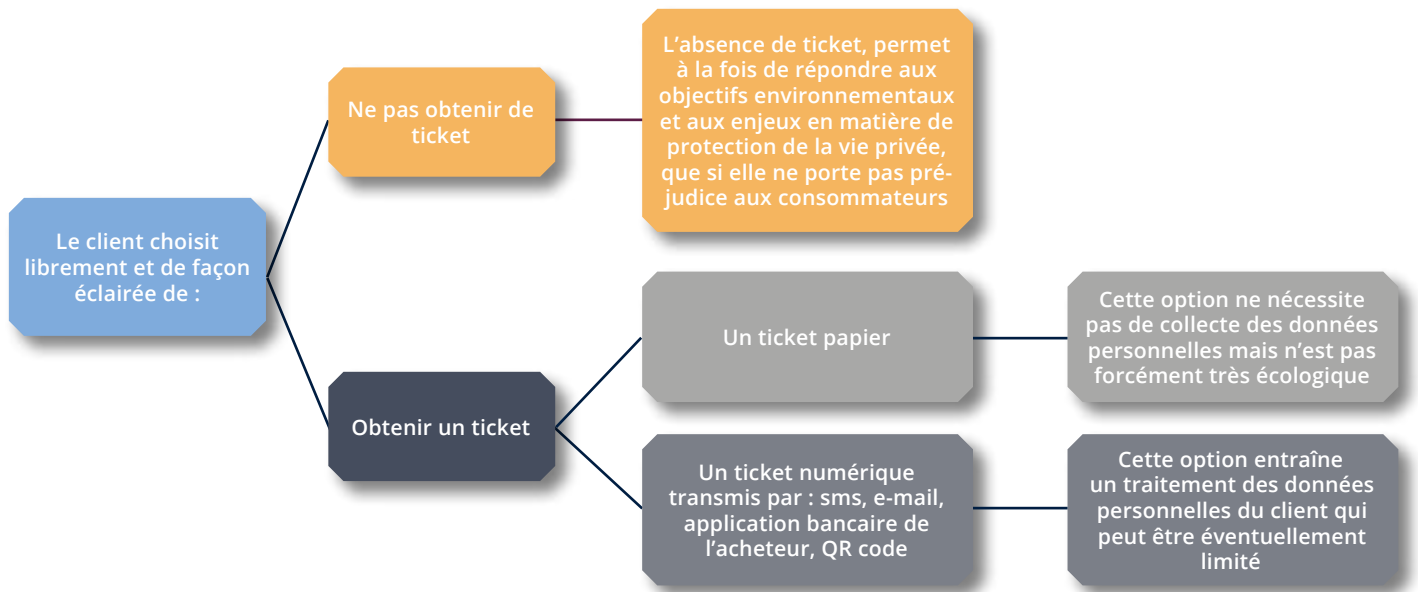 Le client choisit
librement et de façon
éclairée de :
Ne pas obtenir de
ticket
L’absence de ticket, permet
à la fois de répondre aux
objectifs environnementaux
et aux enjeux en matière de
protection de la vie privée,
que si elle ne porte pas pré-
judice aux consommateurs
Obtenir un ticket
Un ticket papier
Cette option ne nécessite
pas de collecte des données
personnelles mais n’est pas
forcément très écologique
Un ticket numérique
transmis par : sms, e-mail,
application bancaire de
l’acheteur, QR code
Cette option entraîne
un traitement des données
personnelles du client qui
peut être éventuellement
limité